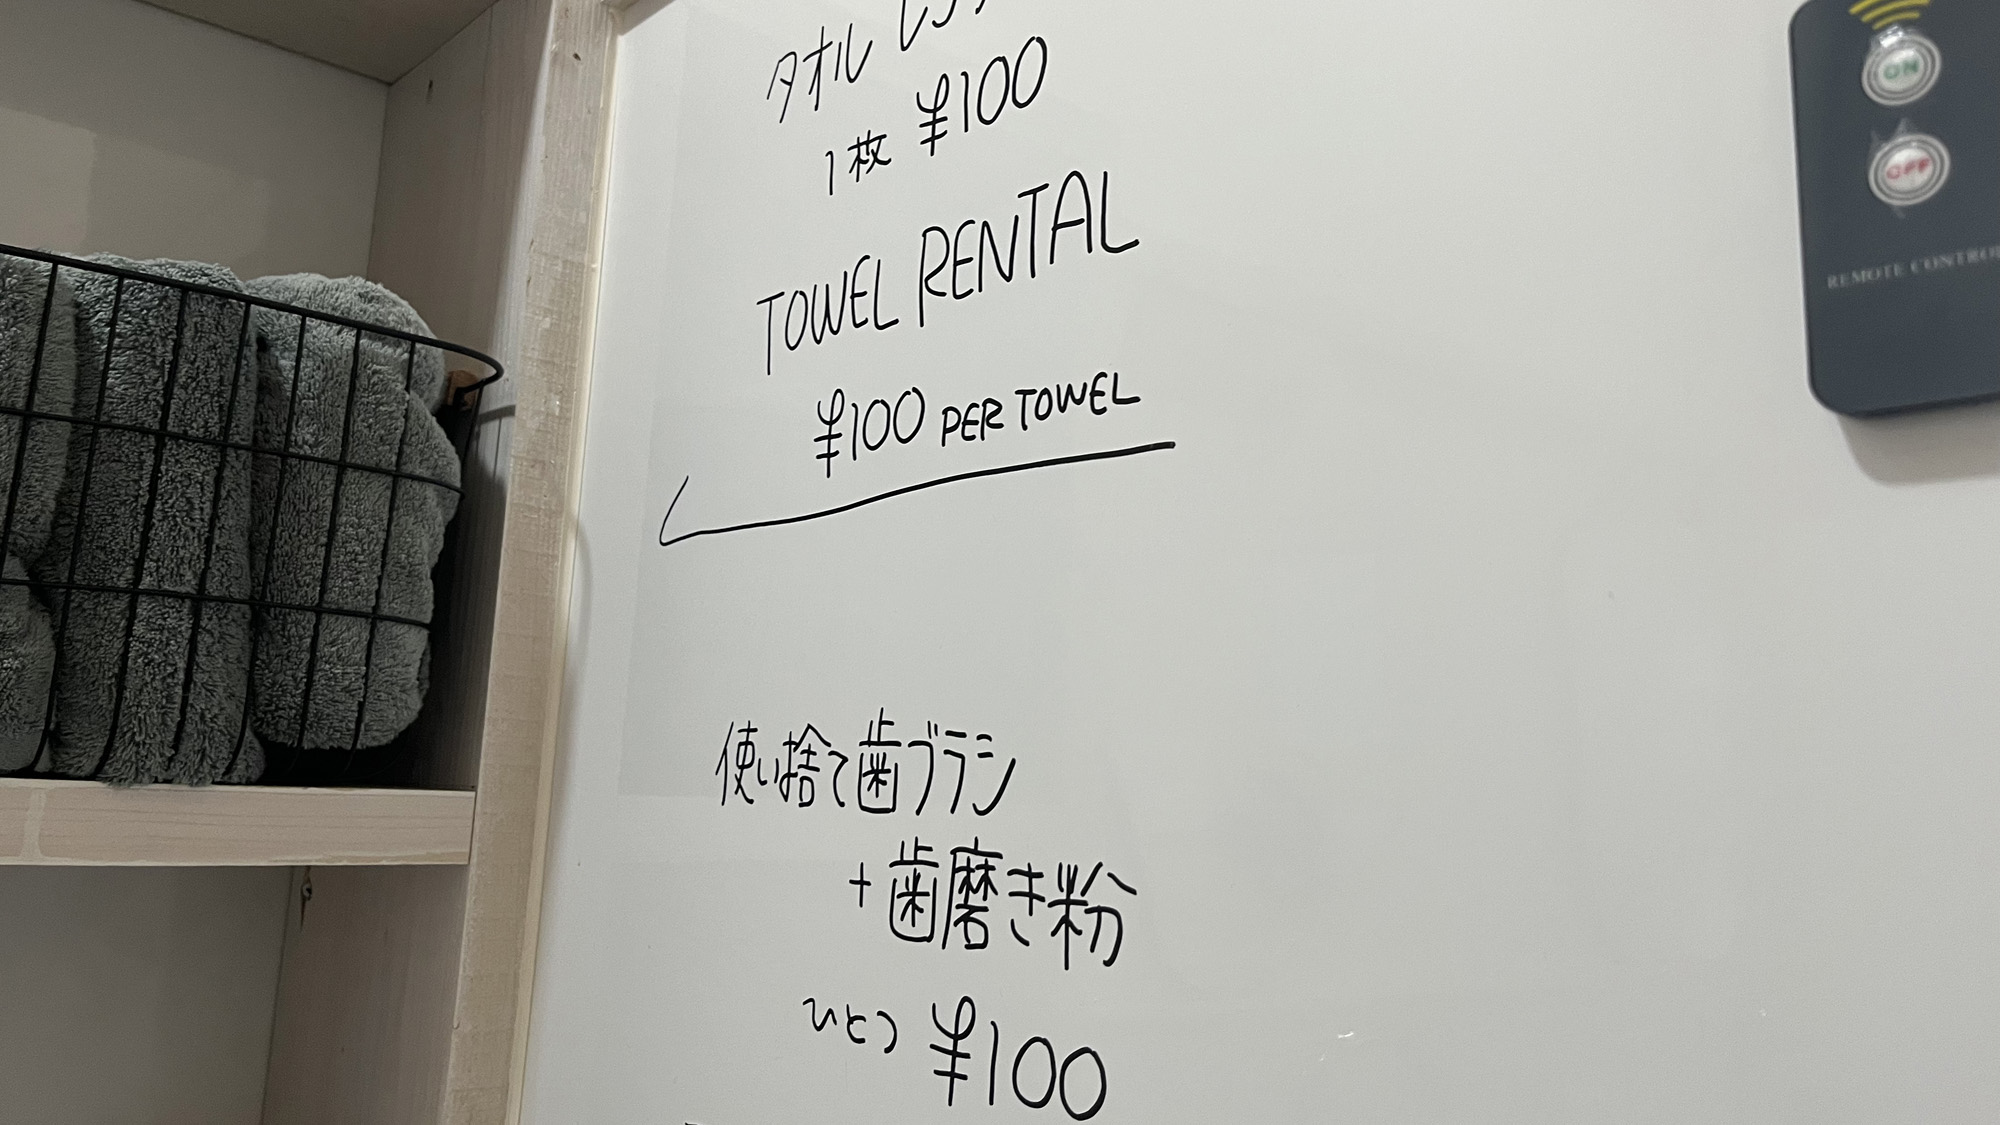 タオル
1枚 ¥100
TOWEL RENTAL
¥100 PER TOWEL
使い捨て歯ブラシ
+歯磨き粉
ひとつ ¥100
ON
OFF
REMOTE CONTROL